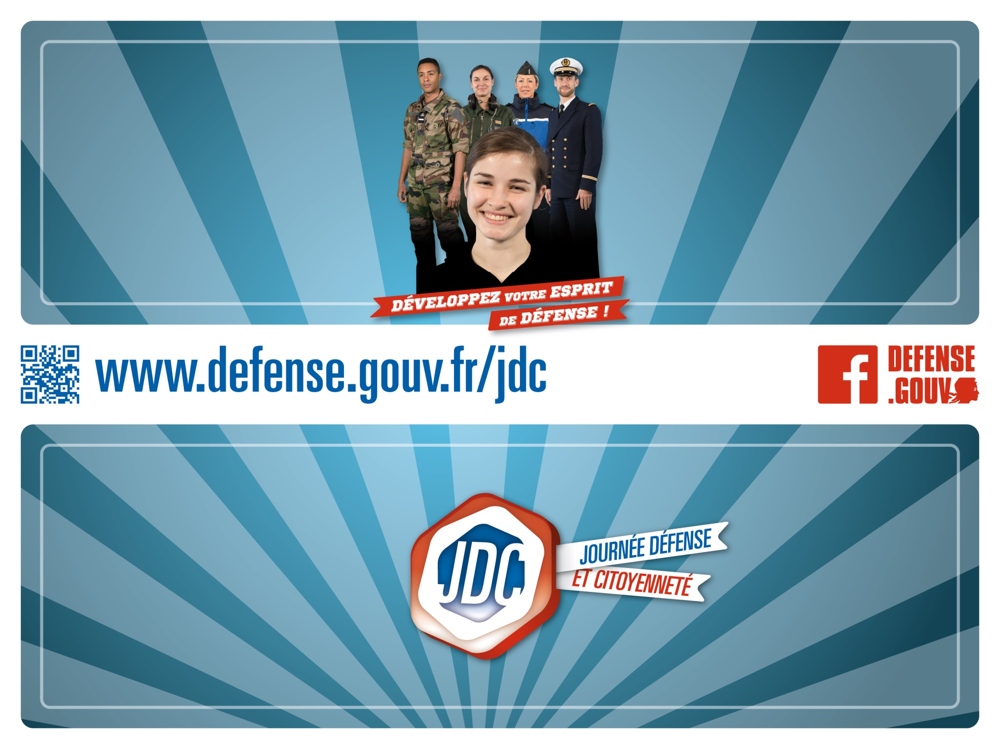 DÉVELOPPEZ VOTRE ESPRIT
DE DÉFENSE !
www.defense.gouv.fr/jdc
f
DEFENSE
.GOUV
JDC
JOURNÉE DÉFENSE
ET CITOYENNETÉ